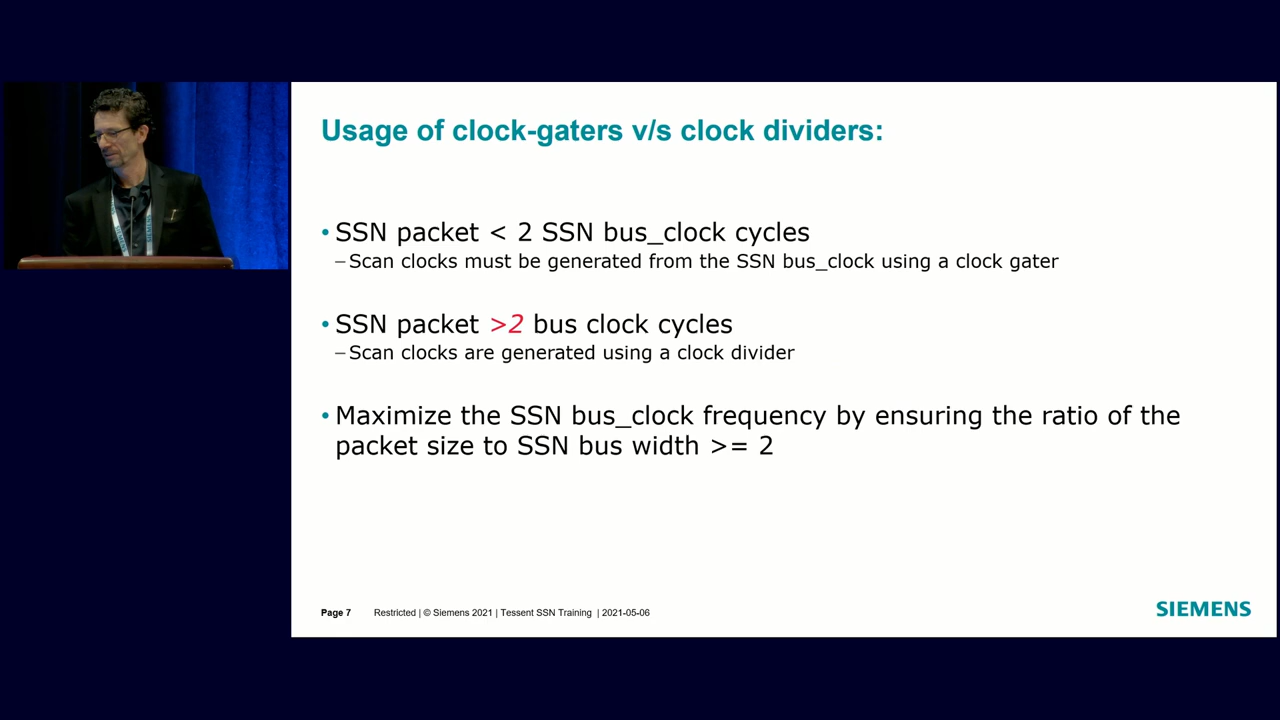 Usage of clock-gaters v/s clock dividers:
• SSN packet < 2 SSN bus_clock cycles
– Scan clocks must be generated from the SSN bus_clock using a clock gater
• SSN packet >2 bus clock cycles
– Scan clocks are generated using a clock divider
• Maximize the SSN bus_clock frequency by ensuring the ratio of the
packet size to SSN bus width >= 2
Page 7 Restricted | © Siemens 2021 | Tessent SSN Training | 2021-05-06
SIEMENS